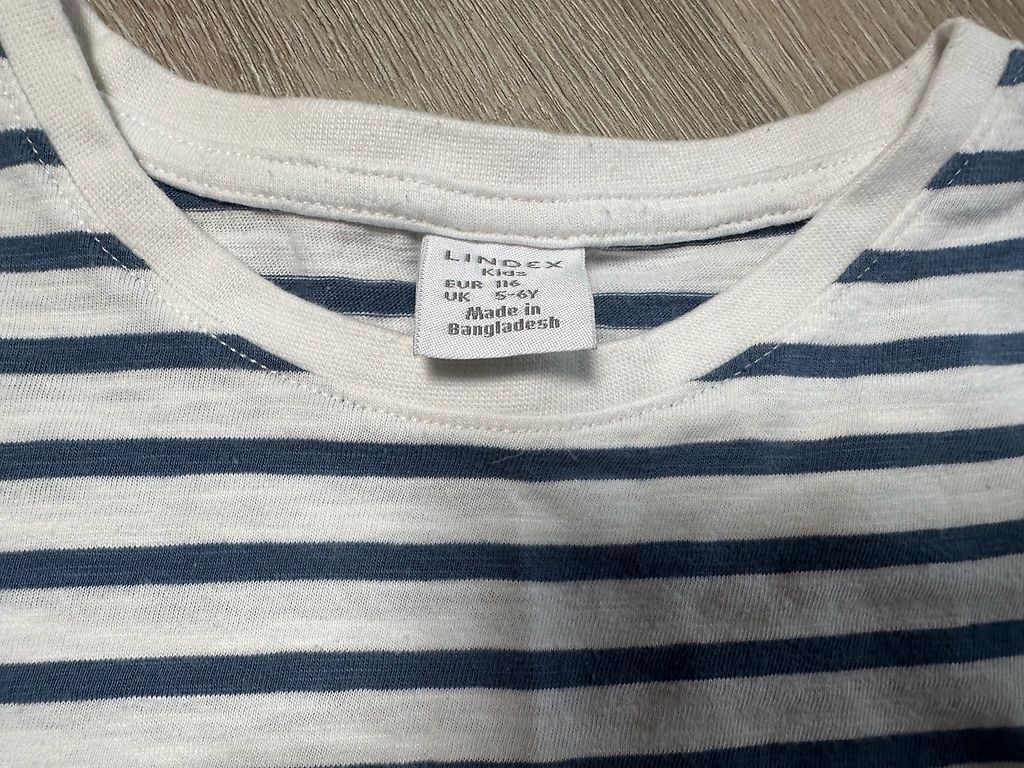 LINDEX
Kids
EUR 116
UK 5-6Y
Made in
Bangladesh